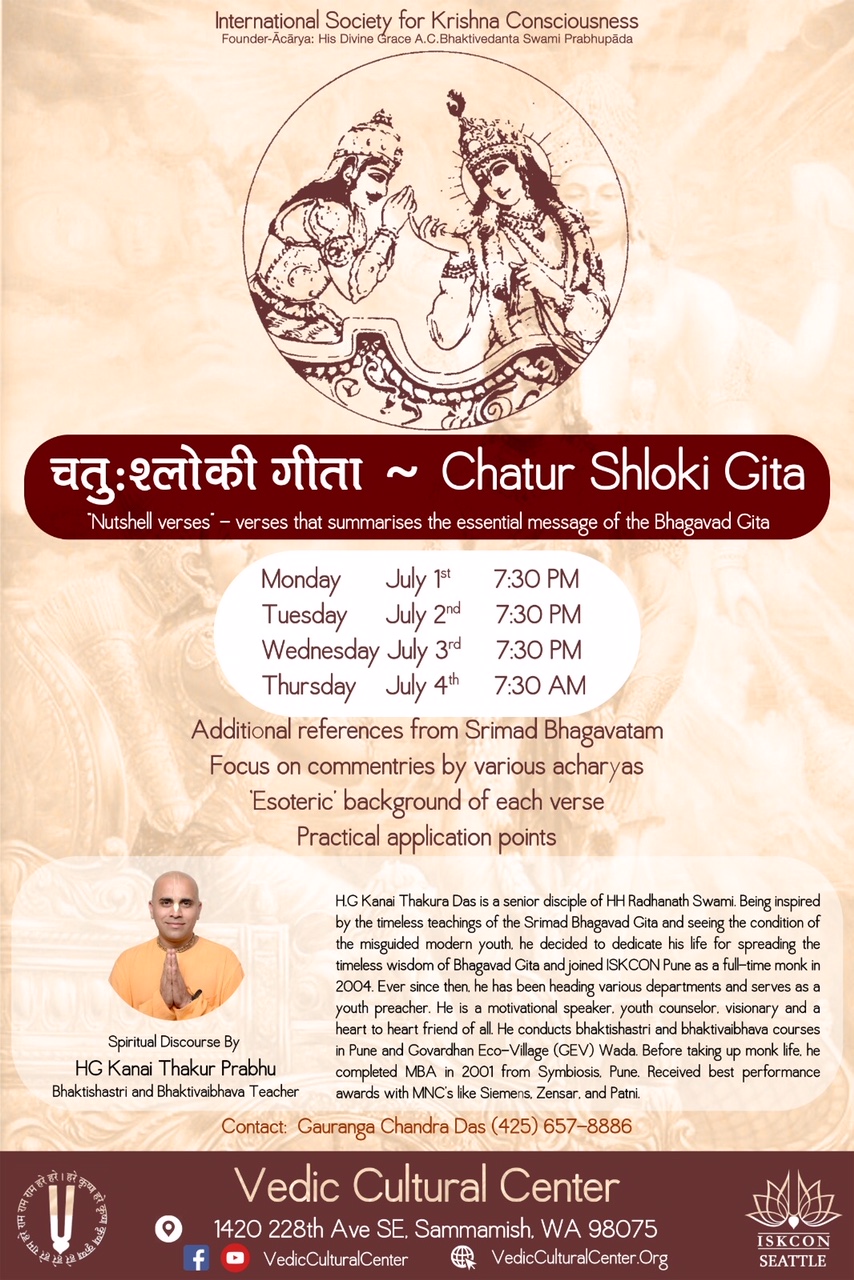 International Society for Krishna Consciousness
Founder-Ācārya: His Divine Grace A.C.Bhaktivedanta Swami Prabhupāda
चतुःश्लोकी गीता ~ Chatur Shloki Gita
"Nutshell verses" – verses that summarises the essential message of the Bhagavad Gita
Monday July 1st 7:30 PM
Tuesday July 2nd 7:30 PM
Wednesday July 3rd 7:30 PM
Thursday July 4th 7:30 AM
Additional references from Srimad Bhagavatam
Focus on commentries by various acharyas
'Esoteric' background of each verse
Practical application points
Spiritual Discourse By
HG Kanai Thakur Prabhu
Bhaktishastri and Bhaktivaibhava Teacher
H.G Kanai Thakura Das is a senior disciple of HH Radhanath Swami. Being inspired
by the timeless teachings of the Srimad Bhagavad Gita and seeing the condition of
the misguided modern youth, he decided to dedicate his life for spreading the
timeless wisdom of Bhagavad Gita and joined ISKCON Pune as a full-time monk in
2004. Ever since then, he has been heading various departments and serves as a
youth preacher. He is a motivational speaker, youth counselor, visionary and a
heart to heart friend of all. He conducts bhaktishastri and bhaktivaibhava courses
in Pune and Govardhan Eco-Village (GEV) Wada. Before taking up monk life, he
completed MBA in 2001 from Symbiosis, Pune. Received best performance
awards with MNC's like Siemens, Zensar, and Patni.
Contact: Gauranga Chandra Das (425) 657-8886
हरे कृष्ण हरे कृष्ण कृष्ण कृष्ण हरे हरे । हरे राम हरे राम राम राम हरे हरे ।
Vedic Cultural Center
1420 228th Ave SE, Sammamish, WA 98075
VedicCulturalCenter
VedicCulturalCenter.Org
ISKCON
SEATTLE